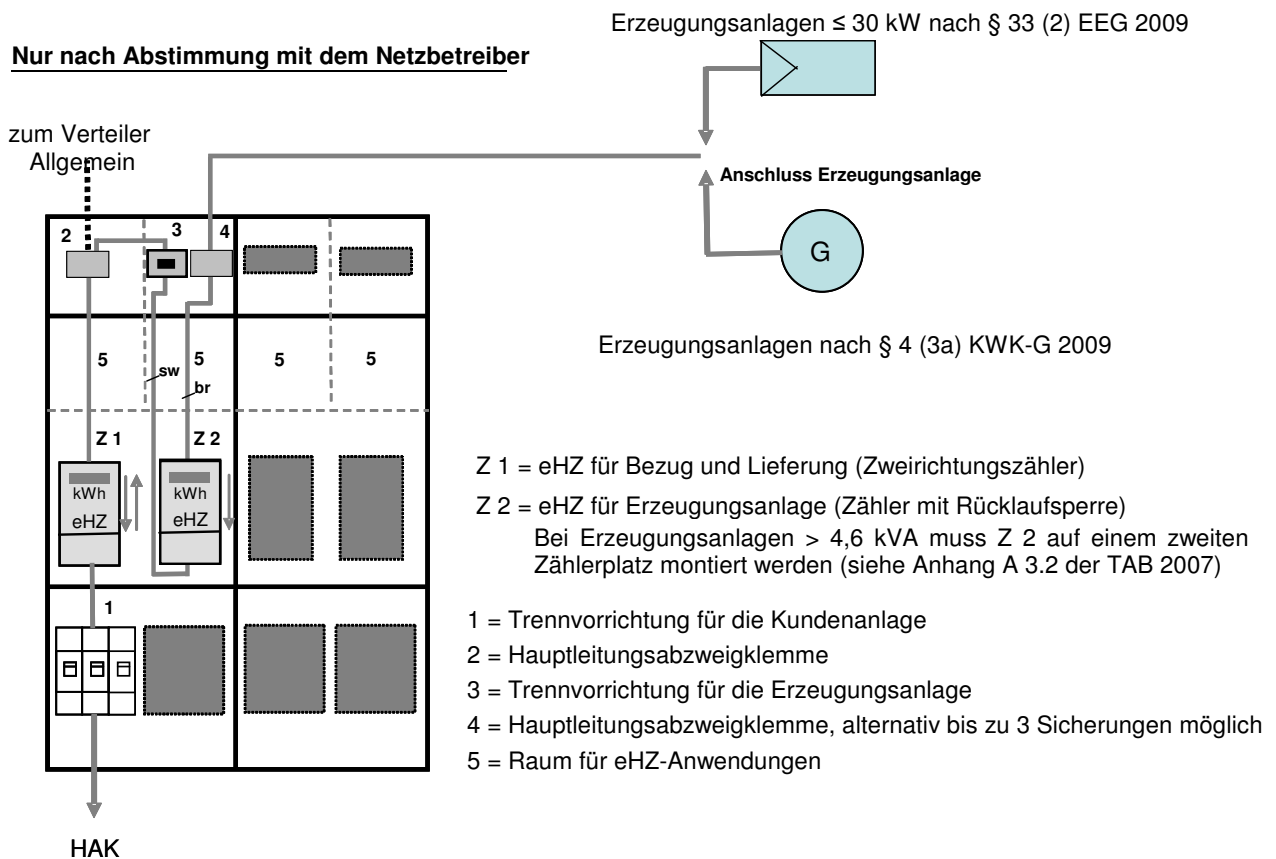 Erzeugungsanlagen ≤ 30 kW nach § 33 (2) EEG 2009
Nur nach Abstimmung mit dem Netzbetreiber
zum Verteiler
Allgemein
Anschluss Erzeugungsanlage
2
3
4
G
Erzeugungsanlagen nach § 4 (3a) KWK-G 2009
5
5
5
5
sw
br
Z 1
Z 2
kWh
eHZ
kWh
eHZ
Z 1 = eHZ für Bezug und Lieferung (Zweirichtungszähler)
Z 2 = eHZ für Erzeugungsanlage (Zähler mit Rücklaufsperre)
Bei Erzeugungsanlagen > 4,6 kVA muss Z 2 auf einem zweiten
Zählerplatz montiert werden (siehe Anhang A 3.2 der TAB 2007)
1
1 = Trennvorrichtung für die Kundenanlage
2 = Hauptleitungsabzweigklemme
3 = Trennvorrichtung für die Erzeugungsanlage
4 = Hauptleitungsabzweigklemme, alternativ bis zu 3 Sicherungen möglich
5 = Raum für eHZ-Anwendungen
HAK